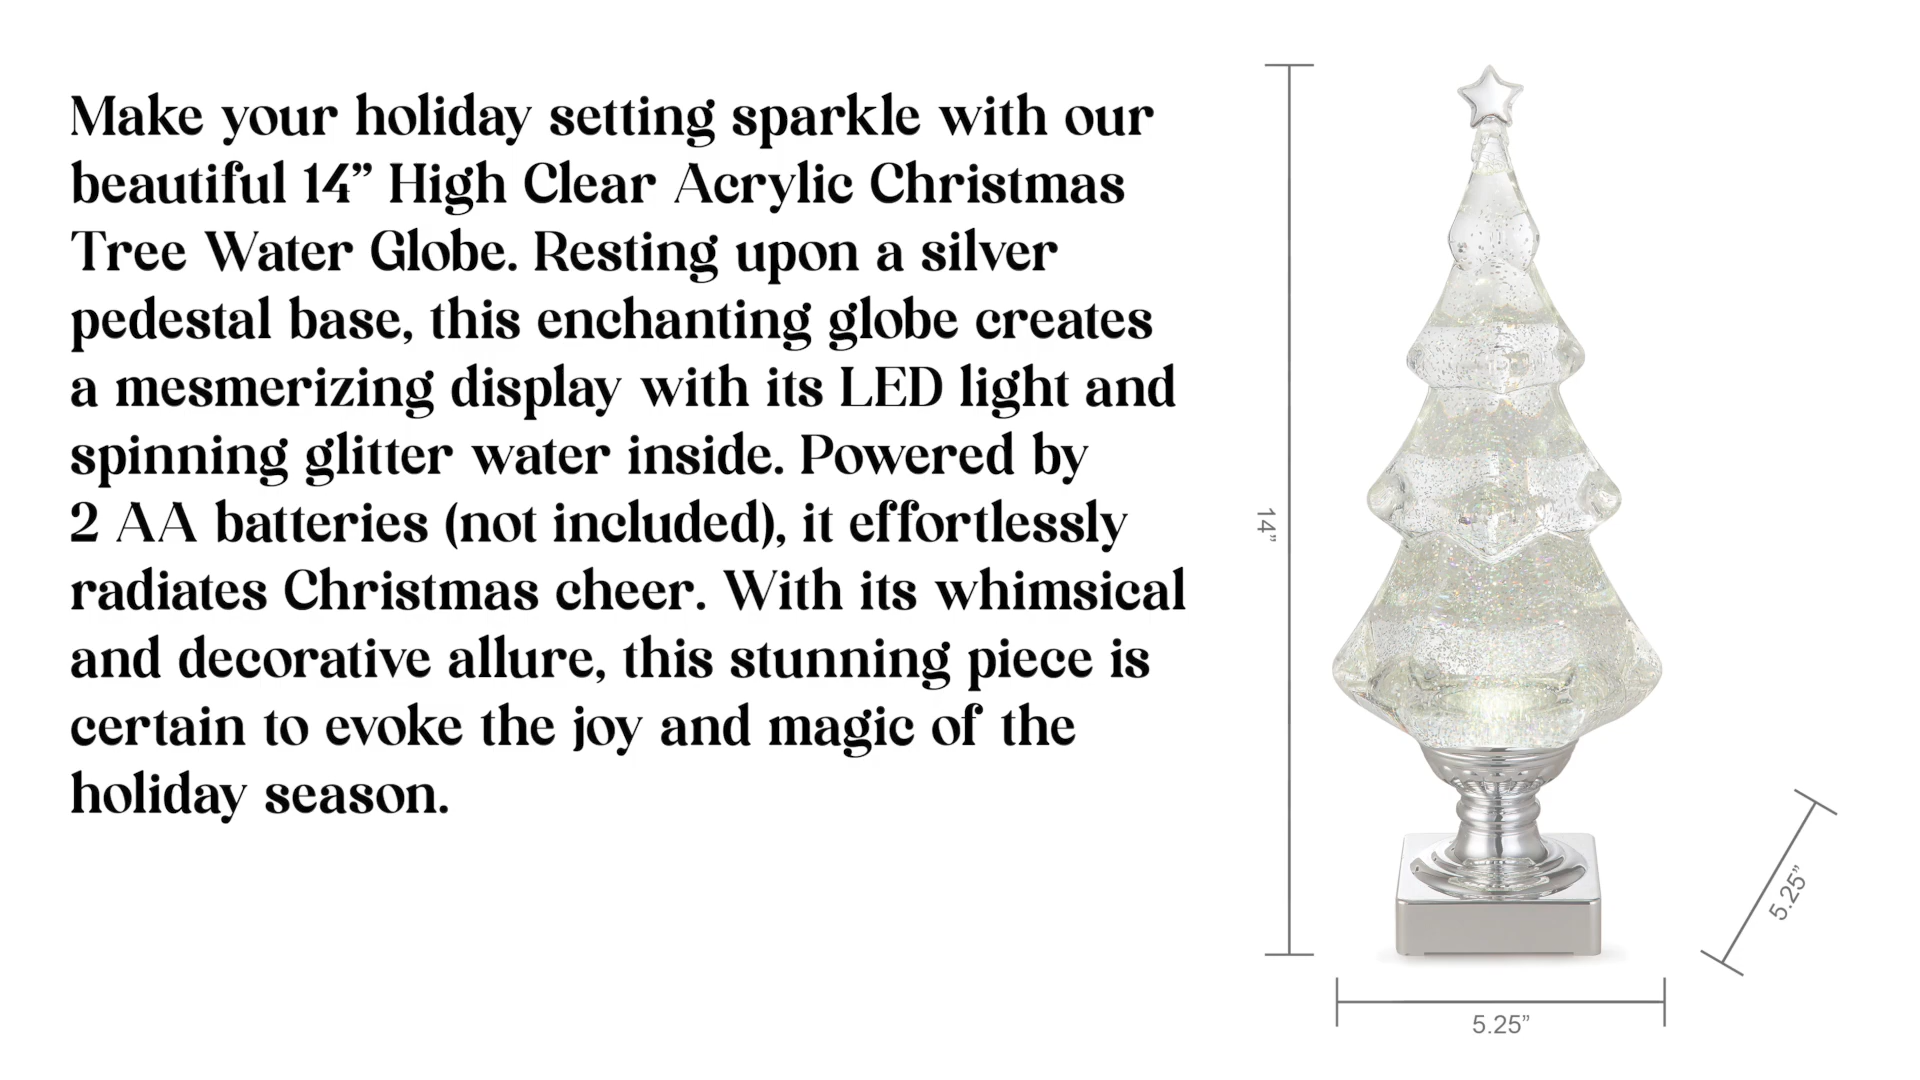 Make your holiday setting sparkle with our
beautiful 14” High Clear Acrylic Christmas
Tree Water Globe. Resting upon a silver
pedestal base, this enchanting globe creates
a mesmerizing display with its LED light and
spinning glitter water inside. Powered by
2 AA batteries (not included), it effortlessly
radiates Christmas cheer. With its whimsical
and decorative allure, this stunning piece is
certain to evoke the joy and magic of the
holiday season.
14”
5.25”
5.25”